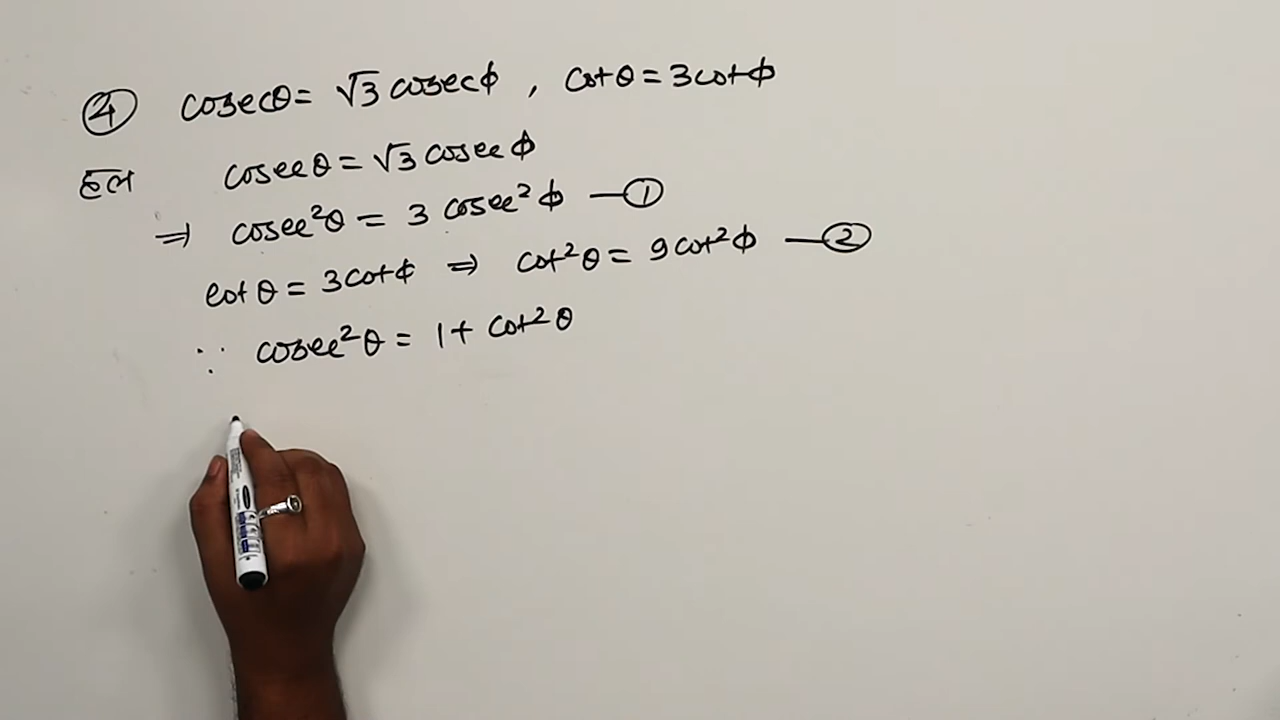 ④ cosecθ = √3 cosecϕ , cotθ = 3cotϕ
हल cosecθ = √3 cosecϕ
⇒ cosec²θ = 3 cosec²ϕ —①
cotθ = 3cotϕ ⇒ cot²θ = 9cot²ϕ —②
∵ cosec²θ = 1 + cot²θ